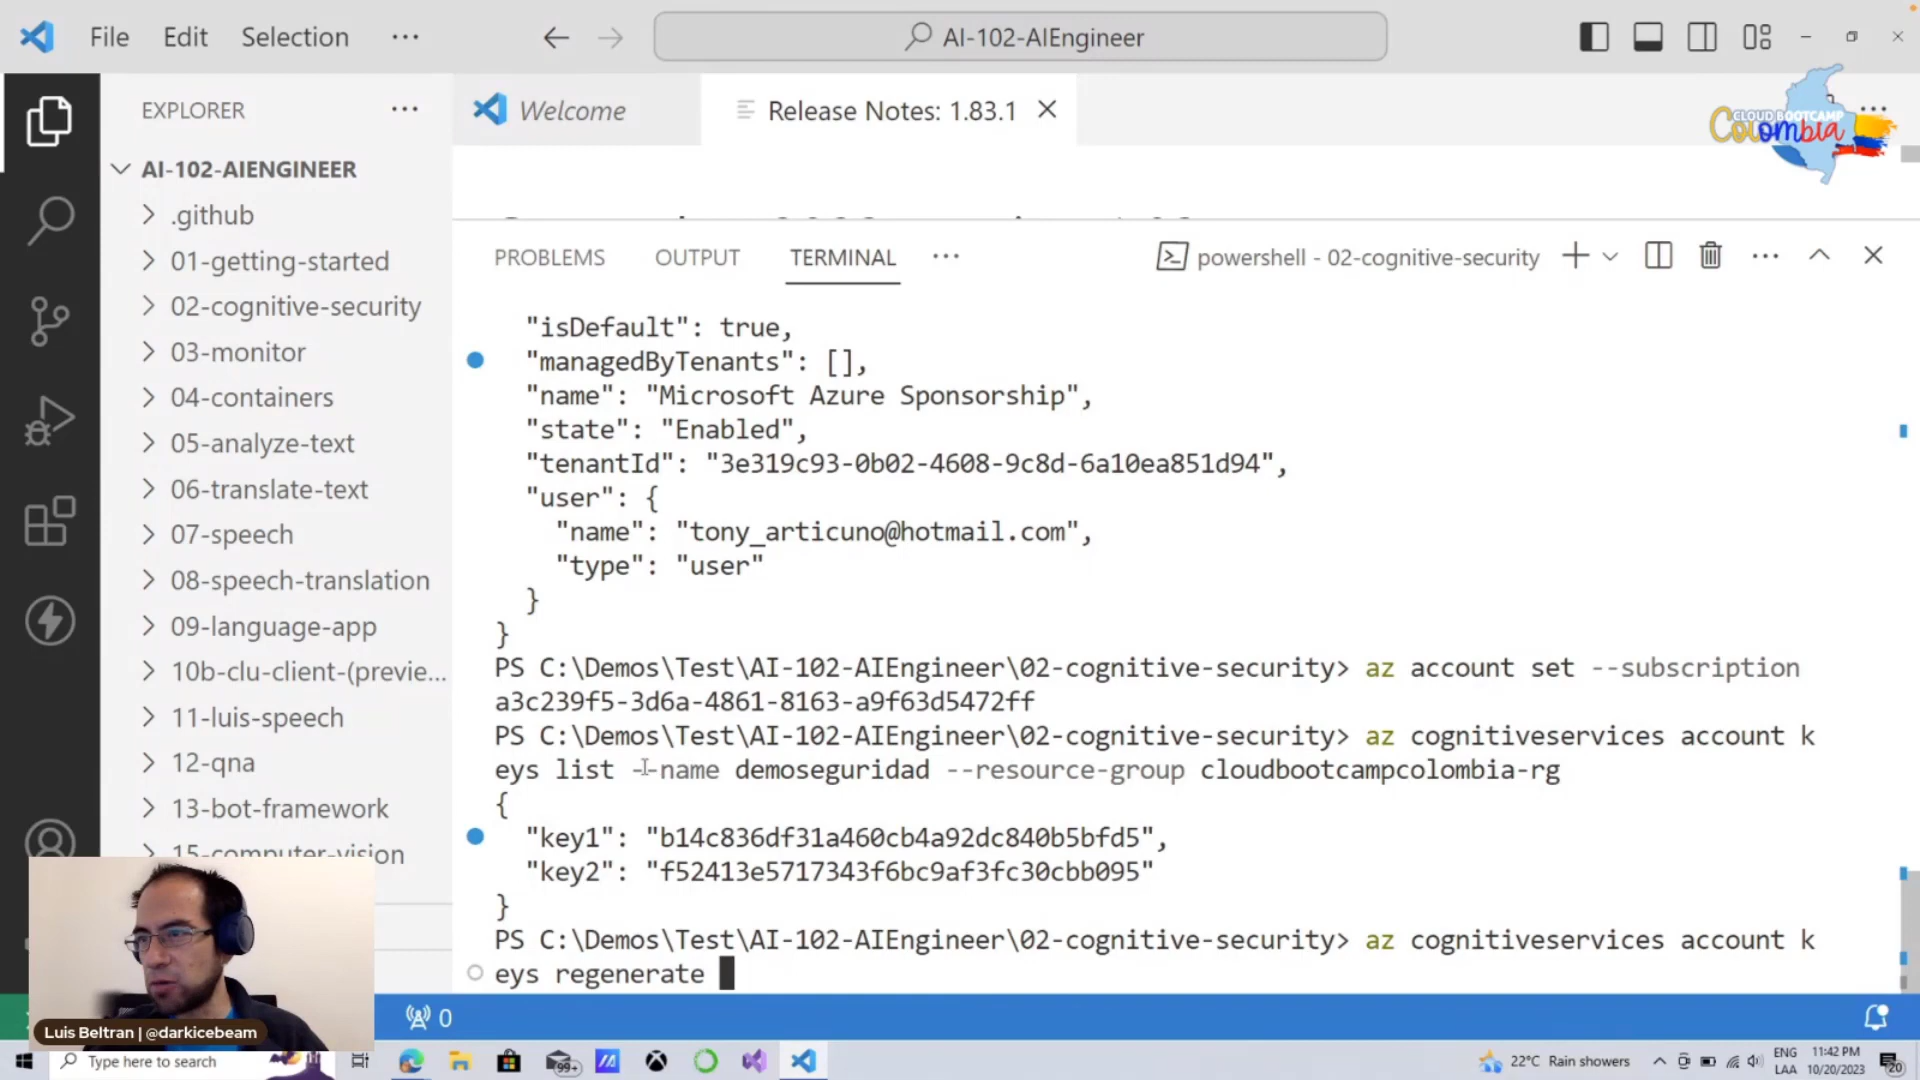 File Edit Selection ··· AI-102-AIEngineer
EXPLORER ···
Welcome
Release Notes: 1.83.1
CLOUD BOOTCAMP
Colombia
AI-102-AIENGINEER
.github
01-getting-started
02-cognitive-security
03-monitor
04-containers
05-analyze-text
06-translate-text
07-speech
08-speech-translation
09-language-app
10b-clu-client-(previe...
11-luis-speech
12-qna
13-bot-framework
15-computer-vision
PROBLEMS OUTPUT TERMINAL ··· powershell - 02-cognitive-security
"isDefault": true,
"managedByTenants": [],
"name": "Microsoft Azure Sponsorship",
"state": "Enabled",
"tenantId": "3e319c93-0b02-4608-9c8d-6a10ea851d94",
"user": {
"name": "tony_articuno@hotmail.com",
"type": "user"
}
}
PS C:\Demos\Test\AI-102-AIEngineer\02-cognitive-security> az account set --subscription
a3c239f5-3d6a-4861-8163-a9f63d5472ff
PS C:\Demos\Test\AI-102-AIEngineer\02-cognitive-security> az cognitiveservices account k
eys list --name demoseguridad --resource-group cloudbootcampcolombia-rg
{
"key1": "b14c836df31a460cb4a92dc840b5bfd5",
"key2": "f52413e5717343f6bc9af3fc30cbb095"
}
PS C:\Demos\Test\AI-102-AIEngineer\02-cognitive-security> az cognitiveservices account k
eys regenerate
Luis Beltran | @darkicebeam
0
Type here to search
99+
22°C Rain showers
ENG
LAA
11:42 PM
10/20/2023
20